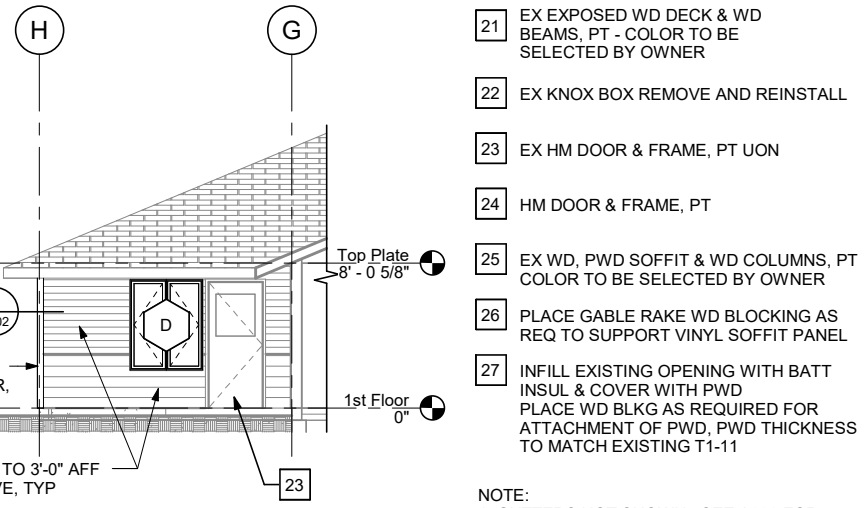 H
G
Top Plate
8' - 0 5/8"
D
02
R,
1st Floor
0"
TO 3'-0" AFF
VE, TYP
23
21 EX EXPOSED WD DECK & WD
BEAMS, PT - COLOR TO BE
SELECTED BY OWNER
22 EX KNOX BOX REMOVE AND REINSTALL
23 EX HM DOOR & FRAME, PT UON
24 HM DOOR & FRAME, PT
25 EX WD, PWD SOFFIT & WD COLUMNS, PT
COLOR TO BE SELECTED BY OWNER
26 PLACE GABLE RAKE WD BLOCKING AS
REQ TO SUPPORT VINYL SOFFIT PANEL
27 INFILL EXISTING OPENING WITH BATT
INSUL & COVER WITH PWD
PLACE WD BLKG AS REQUIRED FOR
ATTACHMENT OF PWD, PWD THICKNESS
TO MATCH EXISTING T1-11
NOTE: